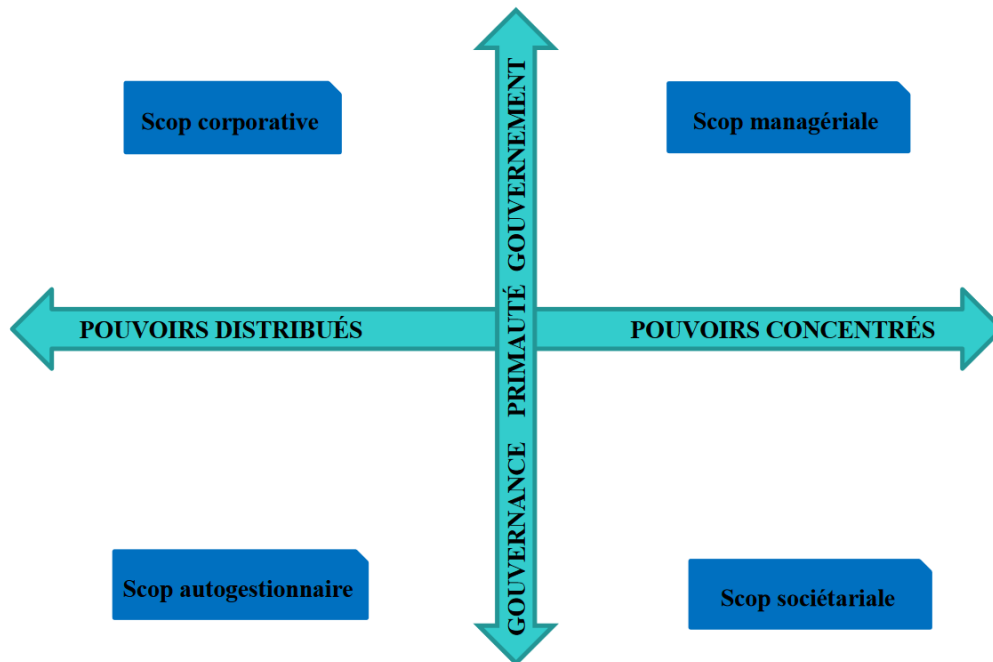 Scop corporative
Scop managériale
GOUVERNANCE PRIMAUTÉ GOUVERNEMENT
POUVOIRS DISTRIBUÉS
POUVOIRS CONCENTRÉS
Scop autogestionnaire
Scop sociétariale